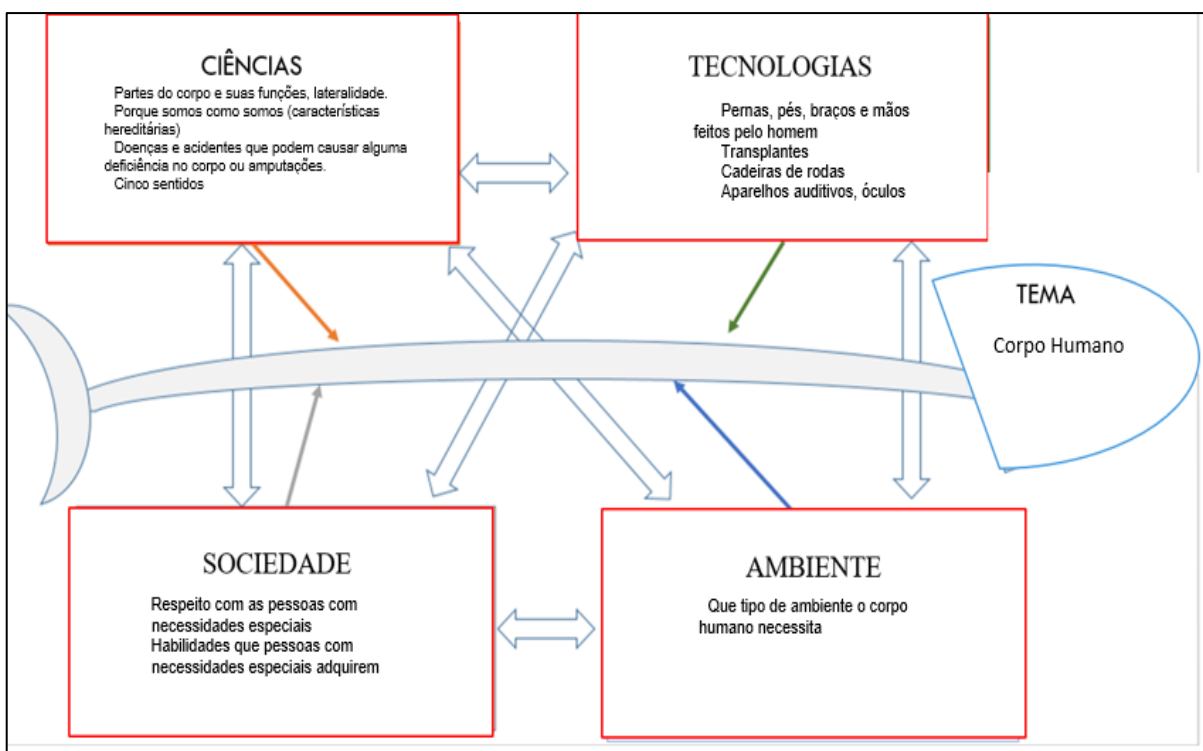 CIÊNCIAS
Partes do corpo e suas funções, lateralidade.
Porque somos como somos (características
hereditárias)
Doenças e acidentes que podem causar alguma
deficiência no corpo ou amputações.
Cinco sentidos
TECNOLOGIAS
Pernas, pés, braços e mãos
feitos pelo homem
Transplantes
Cadeiras de rodas
Aparelhos auditivos, óculos
TEMA
Corpo Humano
SOCIEDADE
Respeito com as pessoas com
necessidades especiais
Habilidades que pessoas com
necessidades especiais adquirem
AMBIENTE
Que tipo de ambiente o corpo
humano necessita